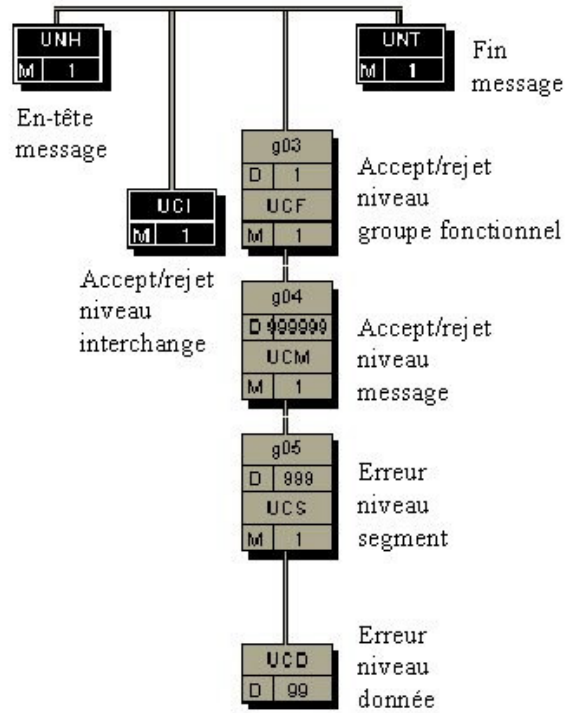 UNH
M 1
En-tête
message
UNT
M 1
Fin
message
UCI
M 1
Accept/rejet
niveau
interchange
g03
D 1
UCF
M 1
Accept/rejet
niveau
groupe fonctionnel
g04
D 999999
UCM
M 1
Accept/rejet
niveau
message
g05
D 999
UCS
M 1
Erreur
niveau
segment
UCD
D 99
Erreur
niveau
donnée